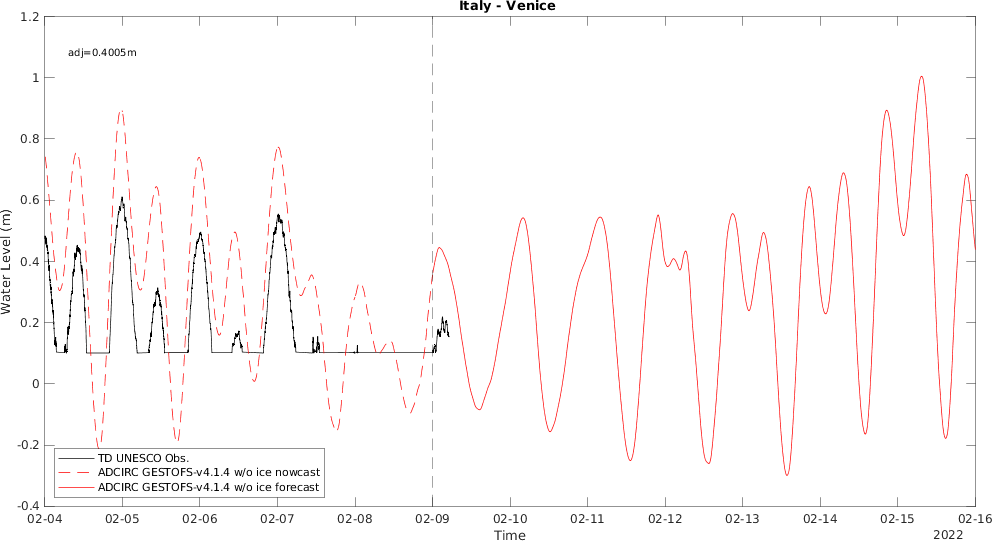 Italy - Venice
1.2
adj=0.4005m
1
0.8
0.6
0.4
0.2
0
-0.2
-0.4
Water Level (m)
TD UNESCO Obs.
ADCIRC GESTOFS-v4.1.4 w/o ice nowcast
ADCIRC GESTOFS-v4.1.4 w/o ice forecast
02-04 02-05 02-06 02-07 02-08 02-09 02-10 02-11 02-12 02-13 02-14 02-15 02-16
Time
2022